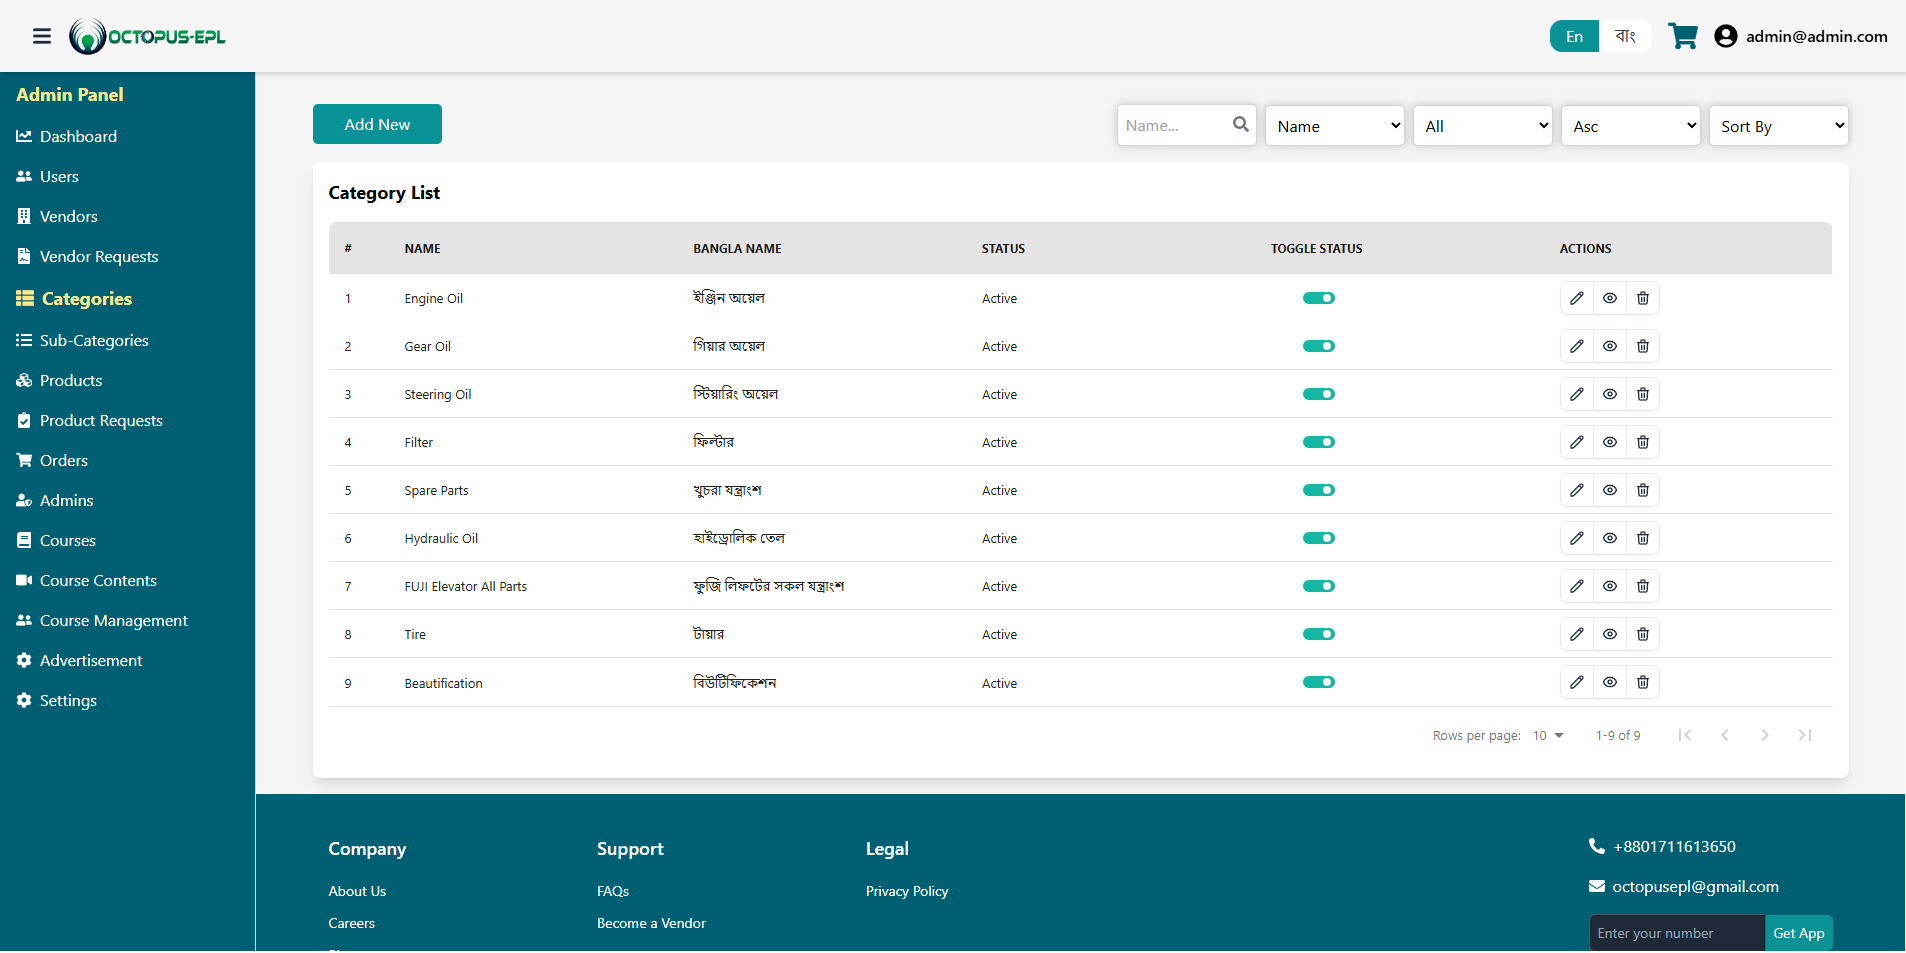 OCTOPUS-EPL
En বাং admin@admin.com
Admin Panel
Dashboard
Users
Vendors
Vendor Requests
Categories
Sub-Categories
Products
Product Requests
Orders
Admins
Courses
Course Contents
Course Management
Advertisement
Settings
Add New
Name... Name All Asc Sort By
Category List
# NAME BANGLA NAME STATUS TOGGLE STATUS ACTIONS
1 Engine Oil ইঞ্জিন অয়েল Active
2 Gear Oil গিয়ার অয়েল Active
3 Steering Oil স্টিয়ারিং অয়েল Active
4 Filter ফিল্টার Active
5 Spare Parts খুচরা যন্ত্রাংশ Active
6 Hydraulic Oil হাইড্রোলিক তেল Active
7 FUJI Elevator All Parts ফুজি লিফটের সকল যন্ত্রাংশ Active
8 Tire টায়ার Active
9 Beautification বিউটিফিকেশন Active
Rows per page: 10 1-9 of 9
Company
About Us
Careers
Support
FAQs
Become a Vendor
Legal
Privacy Policy
+8801711613650
octopusepl@gmail.com
Enter your number Get App